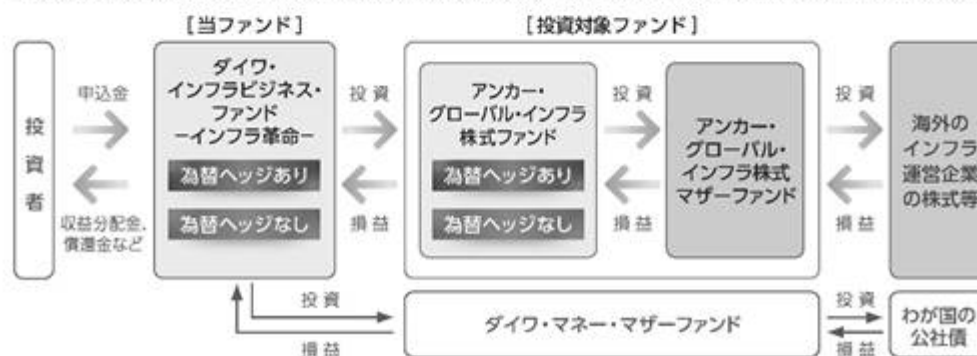 [当ファンド]
[投資対象ファンド]
投資者
申込金
収益分配金、
償還金など
ダイワ・
インフラビジネス・
ファンド
－インフラ革命－
為替ヘッジあり
為替ヘッジなし
投資
損益
アンカー・
グローバル・インフラ
株式ファンド
為替ヘッジあり
為替ヘッジなし
投資
損益
アンカー・
グローバル・
インフラ株式
マザーファンド
投資
損益
海外の
インフラ
運営企業
の株式等
投資
損益
ダイワ・マネー・マザーファンド
投資
損益
わが国の
公社債